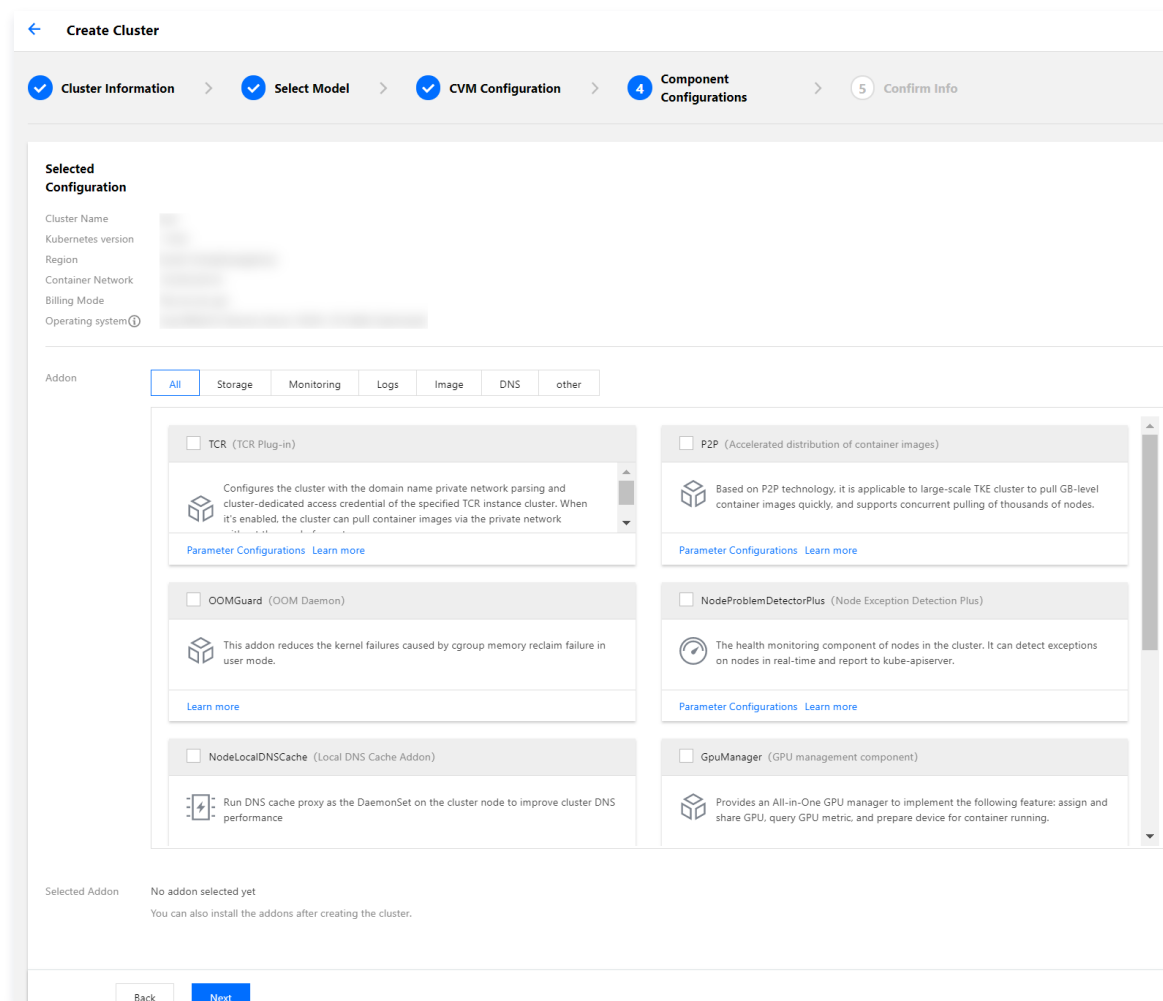 Create Cluster
Cluster Information
Select Model
CVM Configuration
4
Component
Configurations
5
Confirm Info
Selected
Configuration
Cluster Name
Kubernetes version
Region
Container Network
Billing Mode
Operating system
Addon
All
Storage
Monitoring
Logs
Image
DNS
other
TCR (TCR Plug-in)
Configures the cluster with the domain name private network parsing and
cluster-dedicated access credential of the specified TCR instance cluster. When
it's enabled, the cluster can pull container images via the private network
Parameter Configurations Learn more
P2P (Accelerated distribution of container images)
Based on P2P technology, it is applicable to large-scale TKE cluster to pull GB-level
container images quickly, and supports concurrent pulling of thousands of nodes.
Parameter Configurations Learn more
OOMGuard (OOM Daemon)
This addon reduces the kernel failures caused by cgroup memory reclaim failure in
user mode.
Learn more
NodeProblemDetectorPlus (Node Exception Detection Plus)
The health monitoring component of nodes in the cluster. It can detect exceptions
on nodes in real-time and report to kube-apiserver.
Parameter Configurations Learn more
NodeLocalDNSCache (Local DNS Cache Addon)
Run DNS cache proxy as the DaemonSet on the cluster node to improve cluster DNS
performance
GpuManager (GPU management component)
Provides an All-in-One GPU manager to implement the following feature: assign and
share GPU, query GPU metric, and prepare device for container running.
Selected Addon
No addon selected yet
You can also install the addons after creating the cluster.
Back
Next